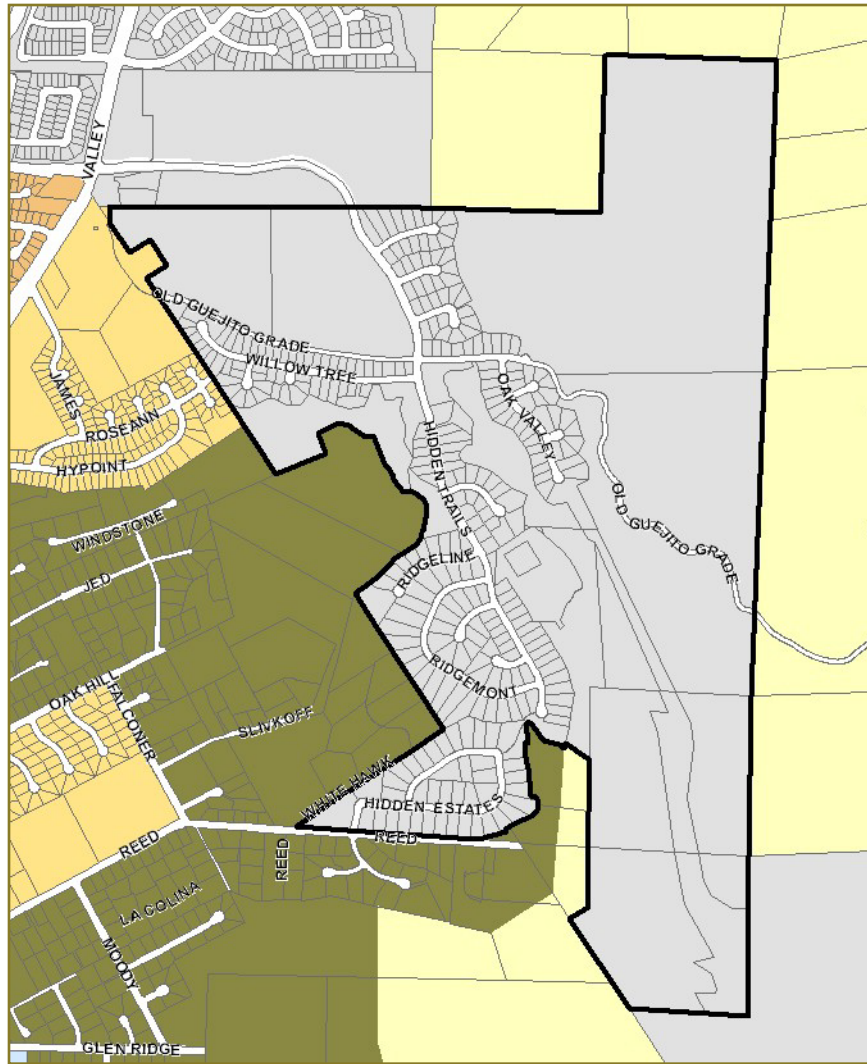 VALLEY
OLD GUEJITO GRADE
WILLOW TREE
JAMES
OAK VALLEY
ROSEANN
HYPOINT
HIDDEN TRAILS
OLD GUEJITO GRADE
WINDSTONE
RIDGELINE
JED
RIDGEMONT
OAK HILL
FALCONER
SLIVKOFF
WHITE HAWK
HIDDEN ESTATES
REED
REED
REED
LA COLINA
MOODY
GLEN RIDGE